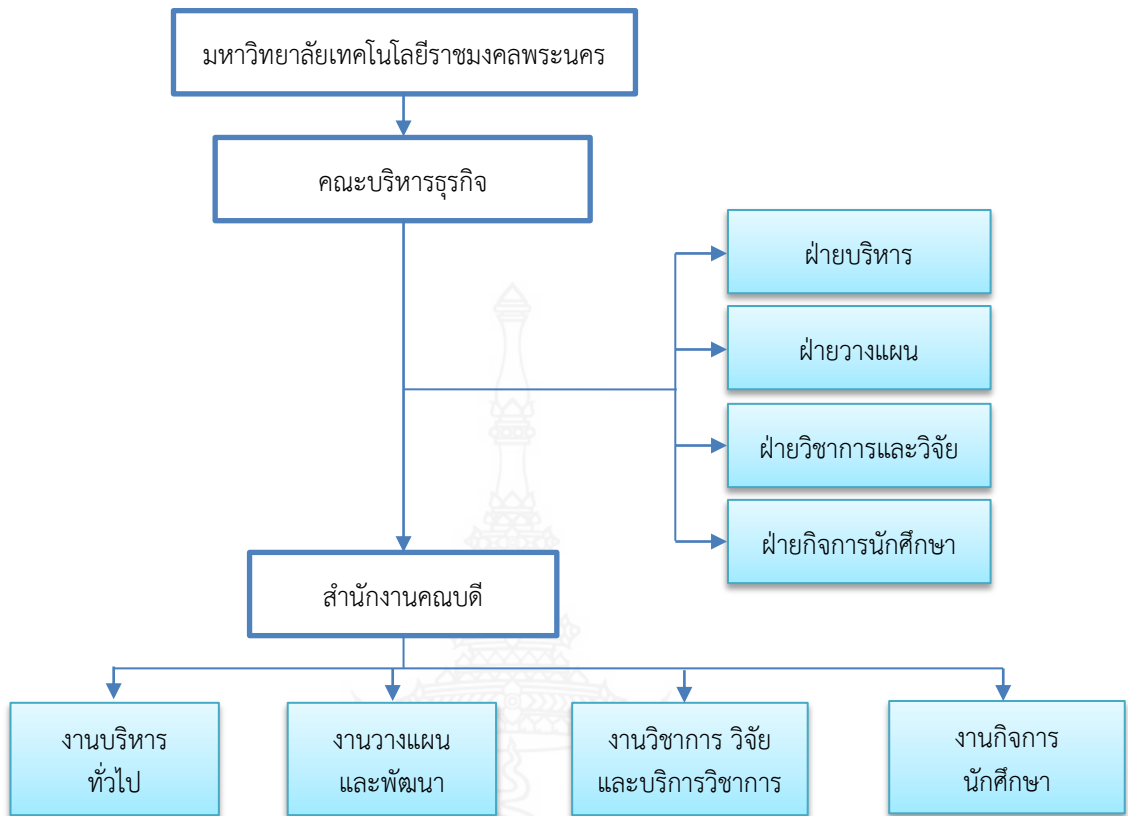 มหาวิทยาลัยเทคโนโลยีราชมงคลพระนคร
คณะบริหารธุรกิจ
ฝ่ายบริหาร
ฝ่ายวางแผน
ฝ่ายวิชาการและวิจัย
ฝ่ายกิจการนักศึกษา
สำนักงานคณบดี
งานบริหาร
ทั่วไป
งานวางแผน
และพัฒนา
งานวิชาการ วิจัย
และบริการวิชาการ
งานกิจการ
นักศึกษา